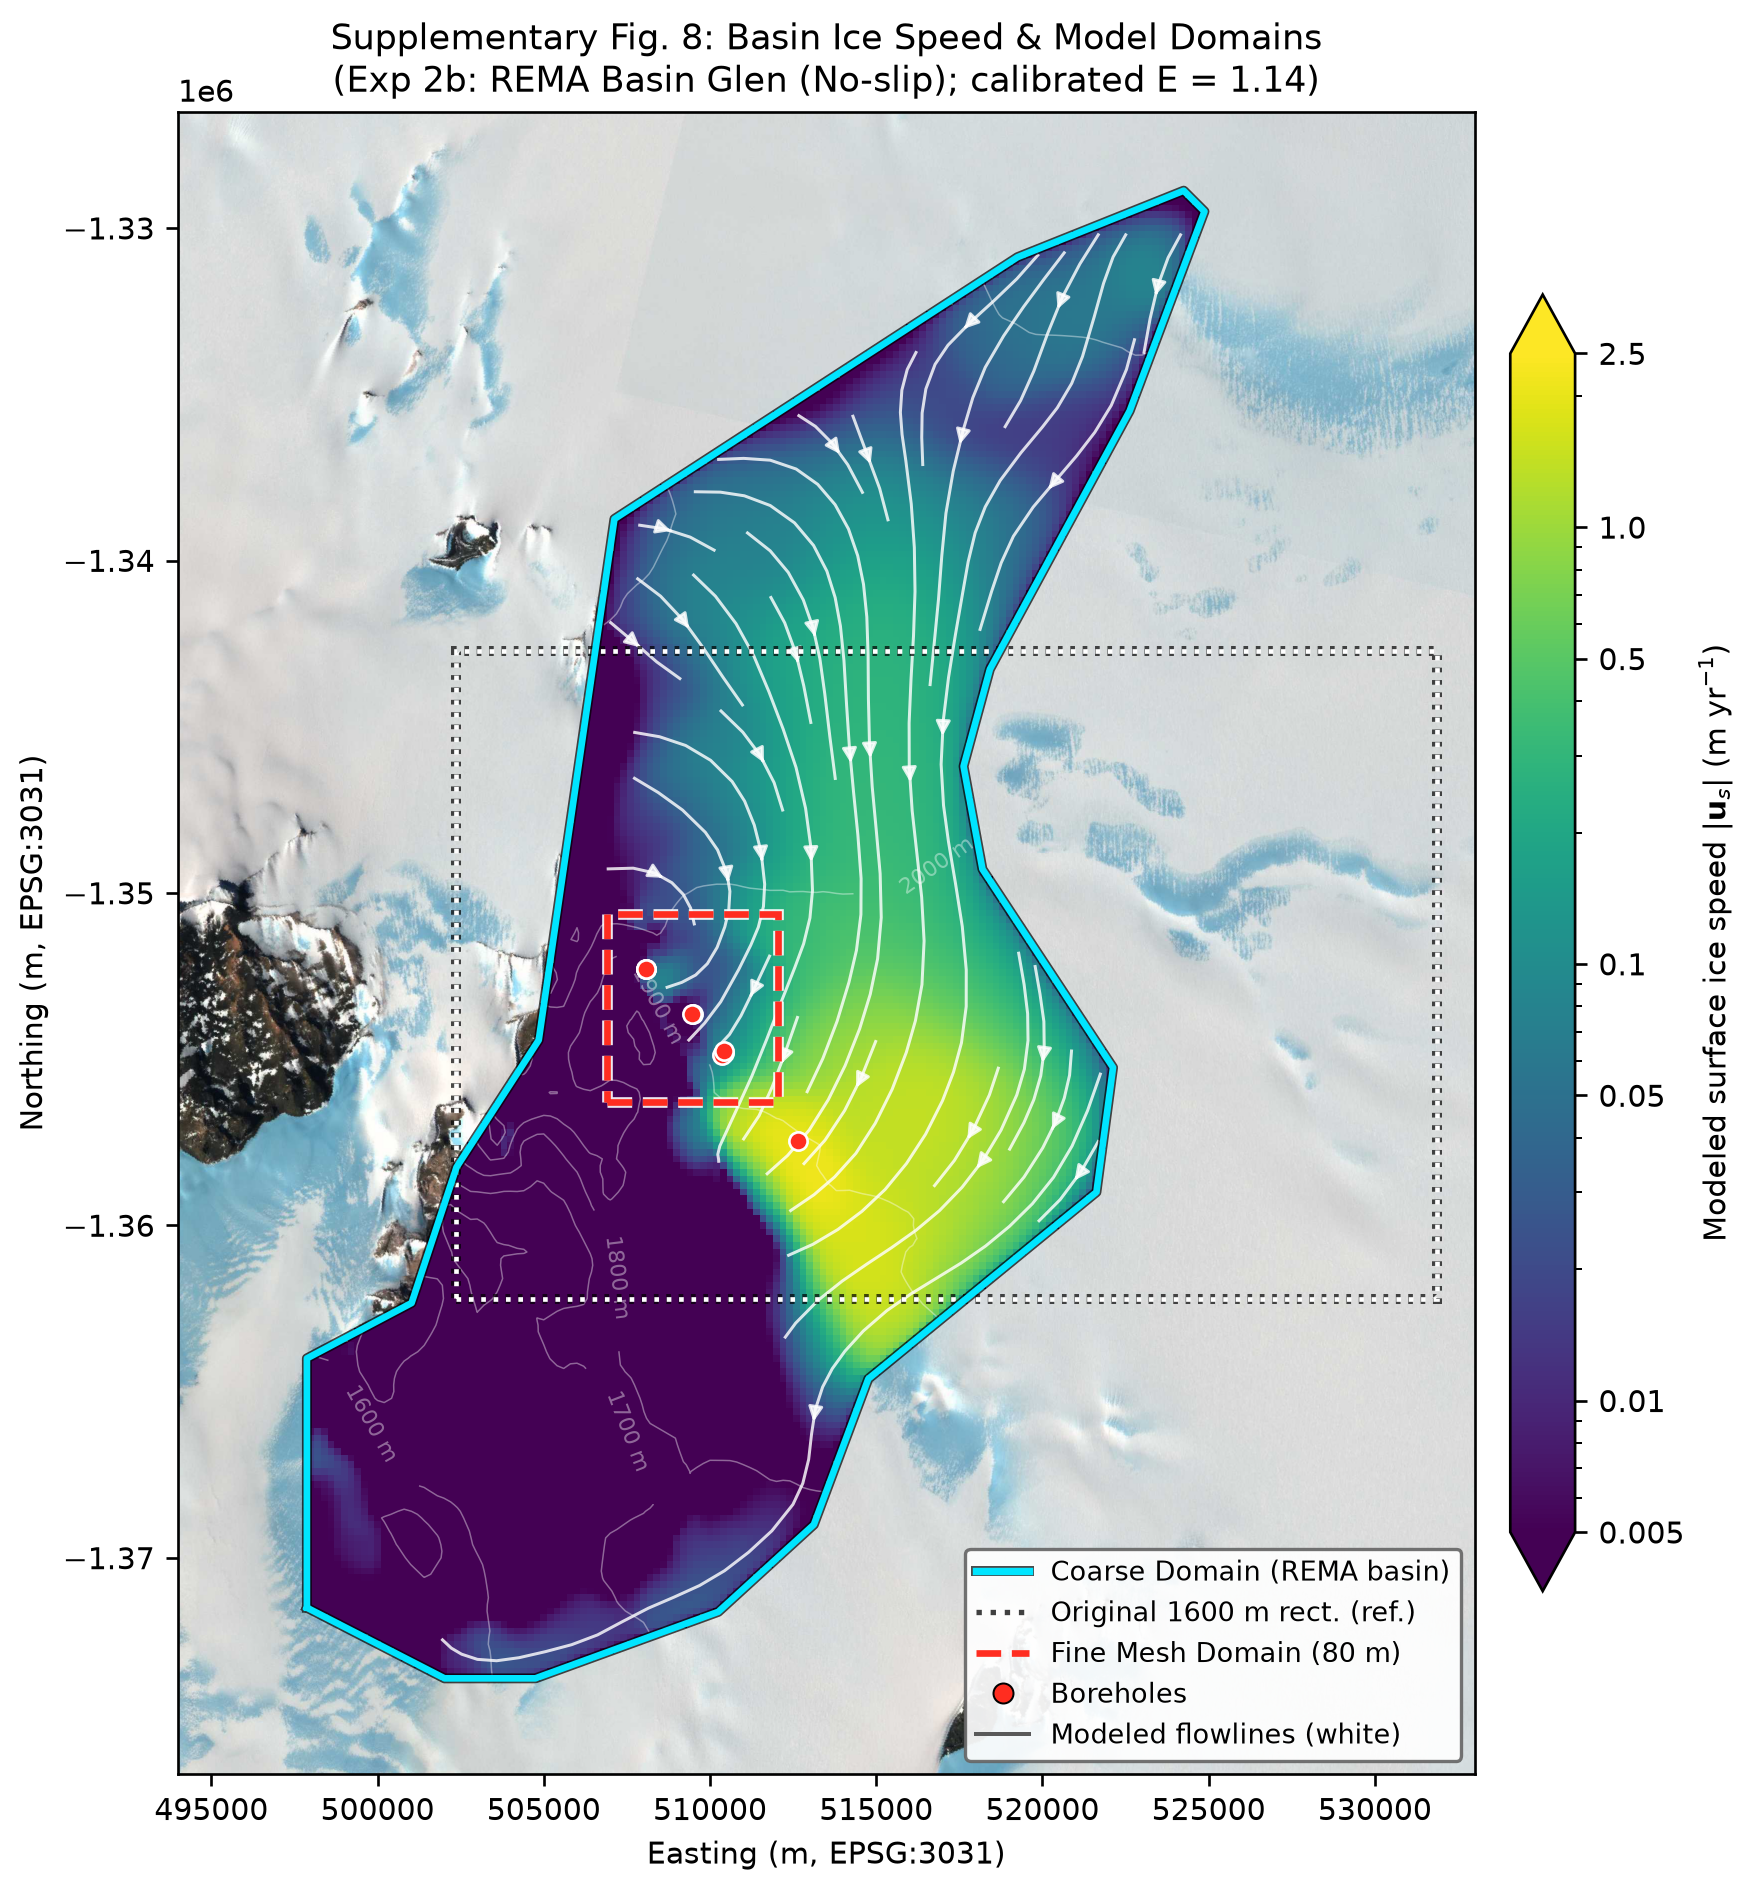 Supplementary Fig. 8: Basin Ice Speed & Model Domains
(Exp 2b: REMA Basin Glen (No-slip); calibrated E = 1.14)
1e6
−1.33
−1.34
−1.35
−1.36
−1.37
Northing (m, EPSG:3031)
2000 m
900 m
1800 m
1700 m
1600 m
495000 500000 505000 510000 515000 520000 525000 530000
Easting (m, EPSG:3031)
Coarse Domain (REMA basin)
Original 1600 m rect. (ref.)
Fine Mesh Domain (80 m)
Boreholes
Modeled flowlines (white)
2.5
1.0
0.5
0.1
0.05
0.01
0.005
Modeled surface ice speed |𝐮ₛ| (m yr⁻¹)